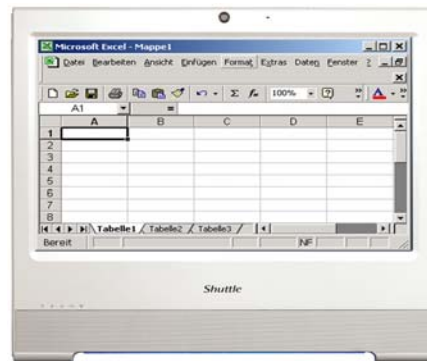 Microsoft Excel - Mappe1
Datei Bearbeiten Ansicht Einfügen Format Extras Daten Fenster ?
Σ fx 100% ? A
A1 =
A B C D E
1
2
3
4
5
6
7
8
Tabelle1 Tabelle2 Tabelle3
Bereit NF
Shuttle